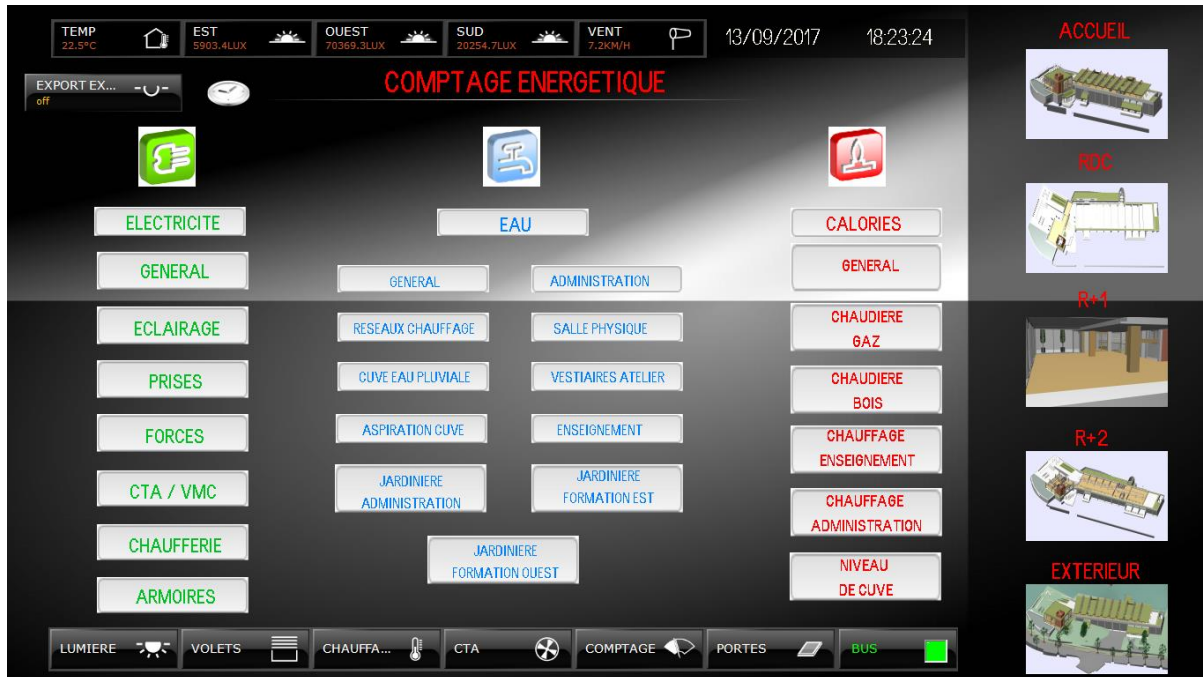 TEMP
22.5°C
EST
5903.4LUX
OUEST
70369.3LUX
SUD
20254.7LUX
VENT
7.2KM/H
13/09/2017
18:23:24
EXPORT EX...
off
COMPTAGE ENERGETIQUE
ELECTRICITE
GENERAL
ECLAIRAGE
PRISES
FORCES
CTA / VMC
CHAUFFERIE
ARMOIRES
EAU
GENERAL
ADMINISTRATION
RESEAUX CHAUFFAGE
SALLE PHYSIQUE
CUVE EAU PLUVIALE
VESTIAIRES ATELIER
ASPIRATION CUVE
ENSEIGNEMENT
JARDINIERE
ADMINISTRATION
JARDINIERE
FORMATION EST
JARDINIERE
FORMATION OUEST
CALORIES
GENERAL
CHAUDIERE
GAZ
CHAUDIERE
BOIS
CHAUFFAGE
ENSEIGNEMENT
CHAUFFAGE
ADMINISTRATION
NIVEAU
DE CUVE
ACCUEIL
RDC
R+1
R+2
EXTERIEUR
LUMIERE
VOLETS
CHAUFFA...
CTA
COMPTAGE
PORTES
BUS